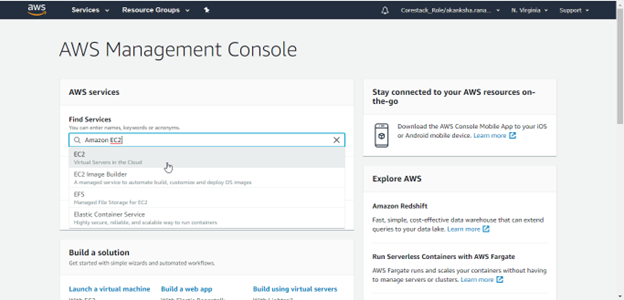 aws
Services
Resource Groups
Corestack_Role/akanksha.rana...
N. Virginia
Support
AWS Management Console
AWS services
Find Services
You can enter names, keywords or acronyms.
Amazon EC2
EC2
Virtual Servers in the Cloud
EC2 Image Builder
A managed service to automate build, customize and deploy OS images
EFS
Managed File Storage for EC2
Elastic Container Service
Highly secure, reliable, and scalable way to run containers
Build a solution
Get started with simple wizards and automated workflows.
Launch a virtual machine
Build a web app
Build using virtual servers
With EC2
With Elastic Beanstalk
With Lightsail
Stay connected to your AWS resources on-
the-go
Download the AWS Console Mobile App to your iOS
or Android mobile device. Learn more
Explore AWS
Amazon Redshift
Fast, simple, cost-effective data warehouse that can extend
queries to your data lake. Learn more
Run Serverless Containers with AWS Fargate
AWS Fargate runs and scales your containers without having
to manage servers or clusters. Learn more